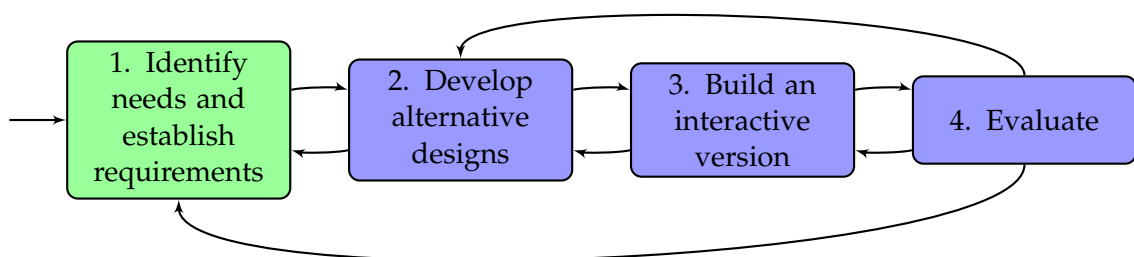 1. Identify
needs and
establish
requirements
2. Develop
alternative
designs
3. Build an
interactive
version
4. Evaluate